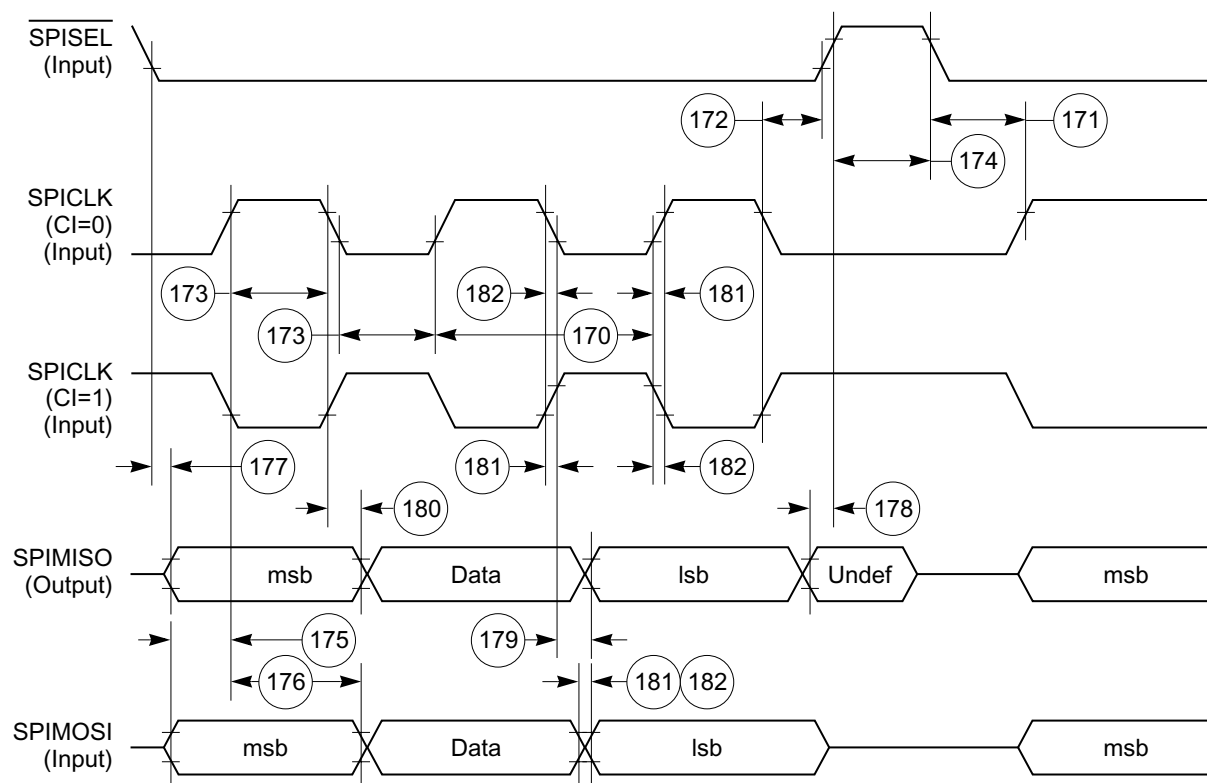 SPISEL
(Input)
172
171
174
SPICLK
(CI=0)
(Input)
173
182
181
173
170
SPICLK
(CI=1)
(Input)
177
181
182
180
178
SPIMISO
(Output)
msb
Data
lsb
Undef
msb
175
179
176
181
182
SPIMOSI
(Input)
msb
Data
lsb
msb